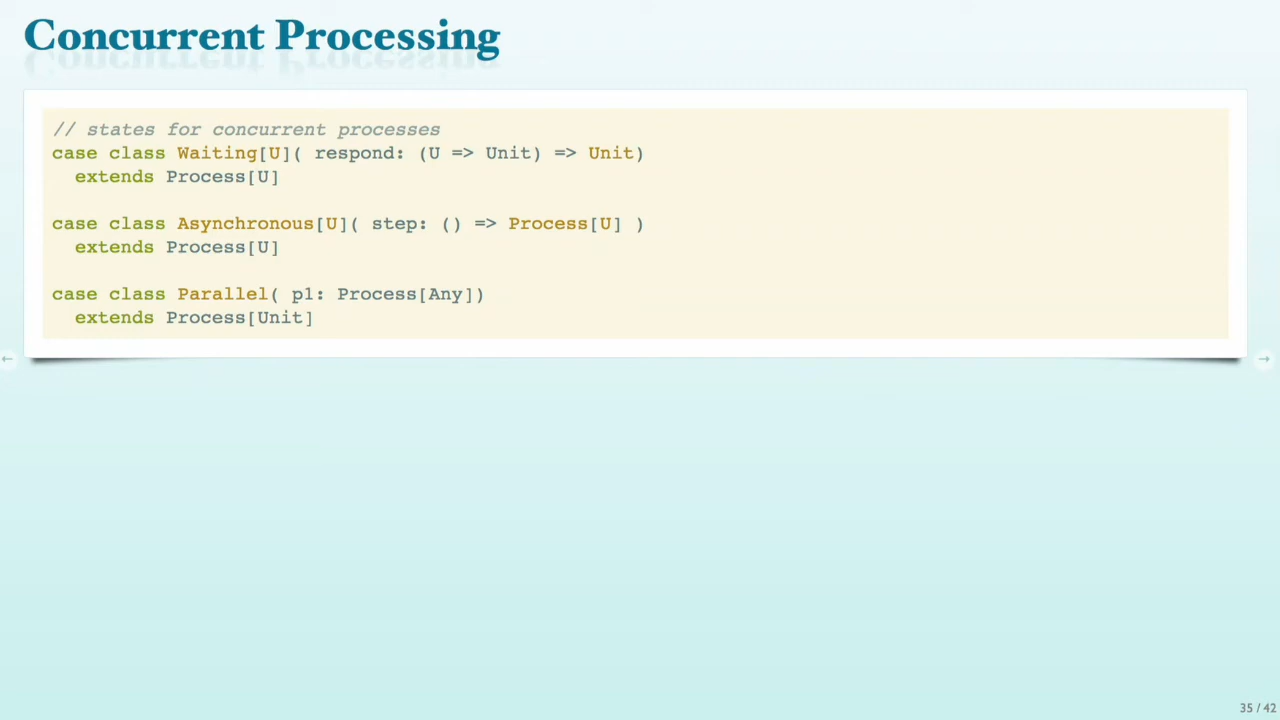 Concurrent Processing
// states for concurrent processes
case class Waiting[U]( respond: (U => Unit) => Unit)
  extends Process[U]
case class Asynchronous[U]( step: () => Process[U] )
  extends Process[U]
case class Parallel( p1: Process[Any])
  extends Process[Unit]
←
→
35 / 42